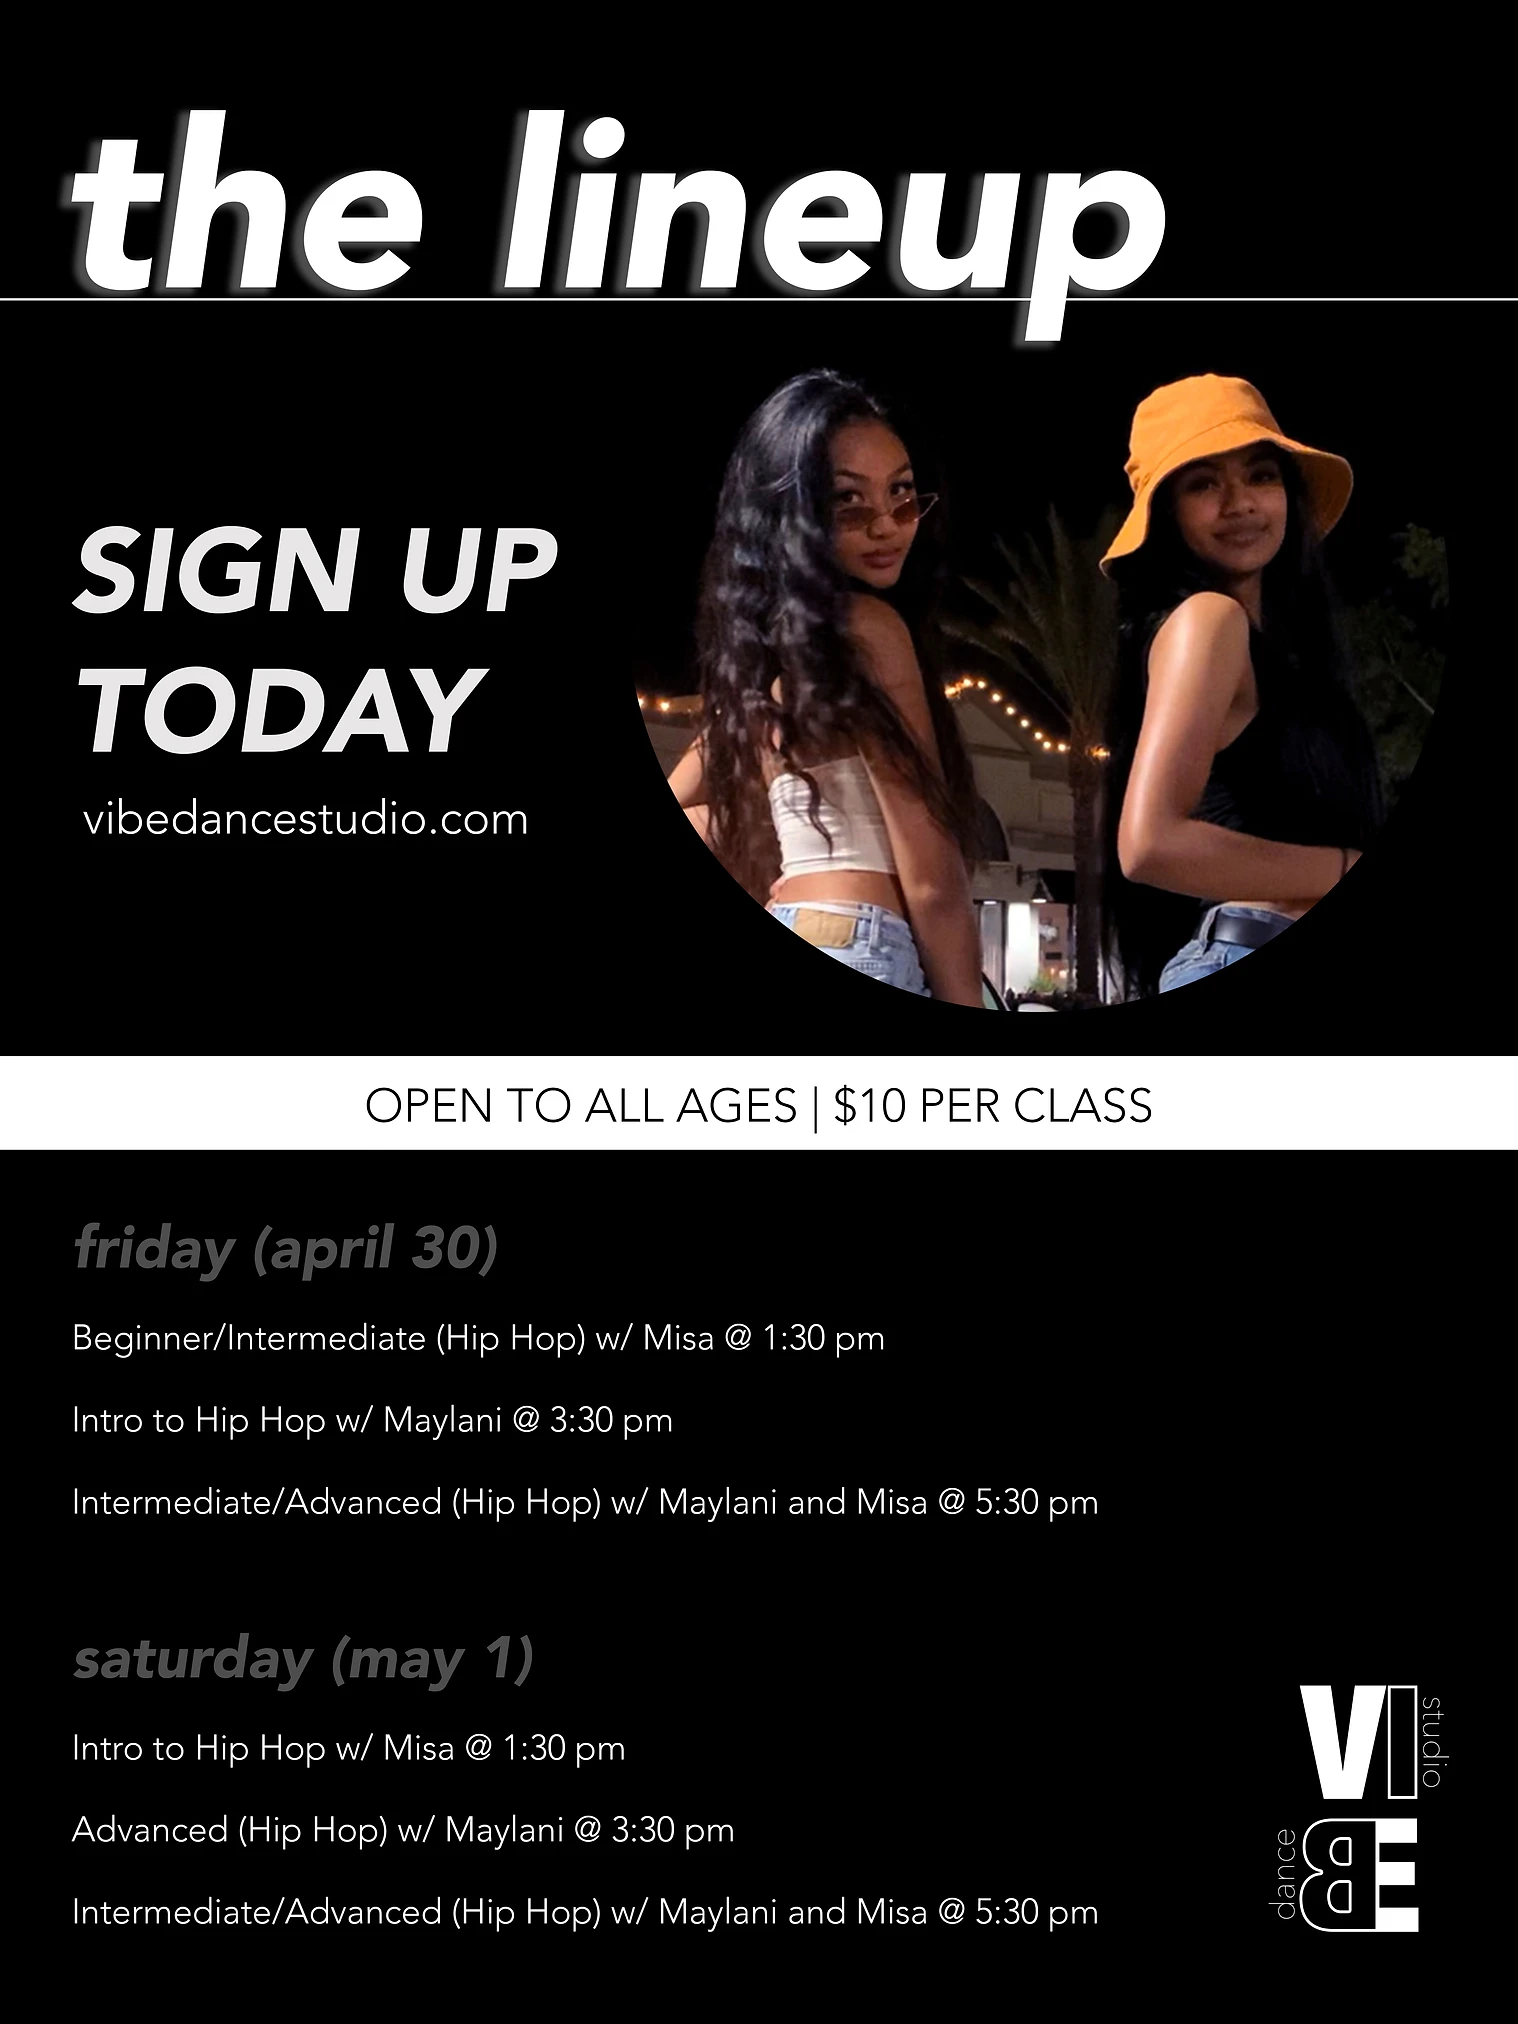 the lineup
SIGN UP
TODAY
vibedancestudio.com
OPEN TO ALL AGES | $10 PER CLASS
friday (april 30)
Beginner/Intermediate (Hip Hop) w/ Misa @ 1:30 pm
Intro to Hip Hop w/ Maylani @ 3:30 pm
Intermediate/Advanced (Hip Hop) w/ Maylani and Misa @ 5:30 pm
saturday (may 1)
Intro to Hip Hop w/ Misa @ 1:30 pm
Advanced (Hip Hop) w/ Maylani @ 3:30 pm
Intermediate/Advanced (Hip Hop) w/ Maylani and Misa @ 5:30 pm
VI
studio
dance
BE